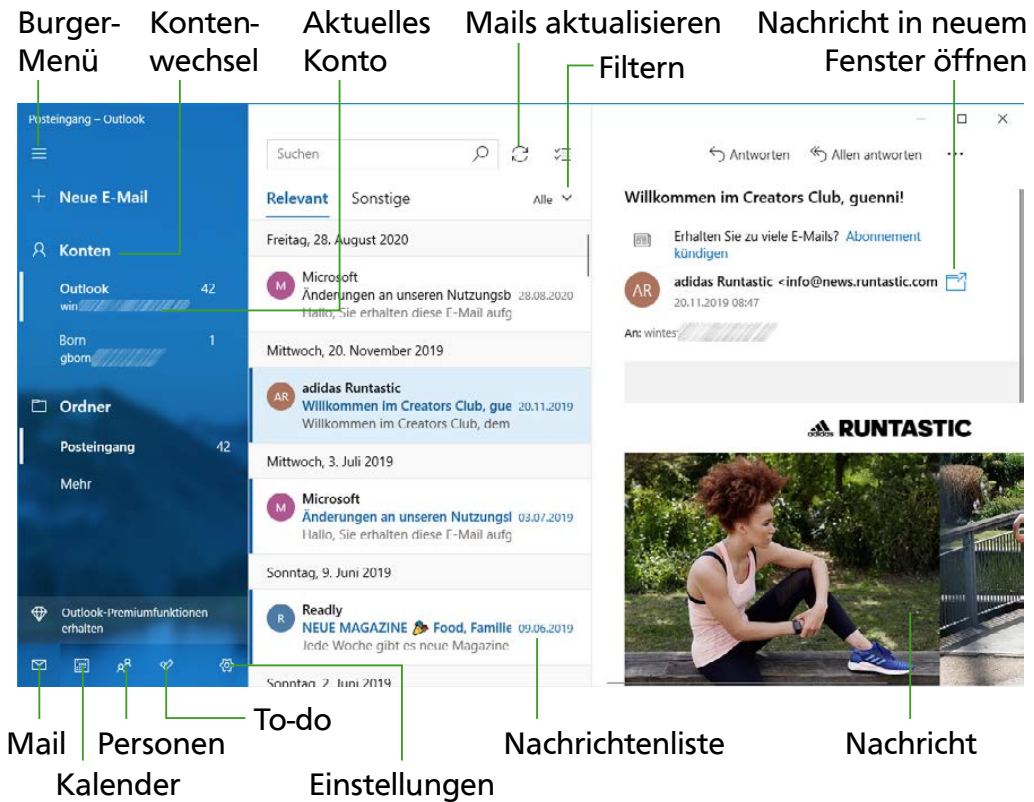 Burger-
Menü
Konten-
wechsel
Aktuelles
Konto
Mails aktualisieren
Filtern
Nachricht in neuem
Fenster öffnen
Posteingang – Outlook
Neue E-Mail
Konten
Outlook 42
win
Born 1
gborn
Ordner
Posteingang 42
Mehr
Outlook-Premiumfunktionen
erhalten
Suchen
Relevant Sonstige Alle
Freitag, 28. August 2020
M
Microsoft
Änderungen an unseren Nutzungsb 28.08.2020
Hallo, Sie erhalten diese E-Mail aufg
Mittwoch, 20. November 2019
AR
adidas Runtastic
Willkommen im Creators Club, gue 20.11.2019
Willkommen im Creators Club, dem
Mittwoch, 3. Juli 2019
M
Microsoft
Änderungen an unseren Nutzungsl 03.07.2019
Hallo, Sie erhalten diese E-Mail aufg
Sonntag, 9. Juni 2019
R
Readly
NEUE MAGAZINE 🎉 Food, Familie 09.06.2019
Jede Woche gibt es neue Magazine
Sonntag, 2. Juni 2019
Antworten Allen antworten ···
Willkommen im Creators Club, guenni!
Erhalten Sie zu viele E-Mails? Abonnement
kündigen
AR
adidas Runtastic <info@news.runtastic.com
20.11.2019 08:47
An: wintes
adidas RUNTASTIC
Mail
Kalender
Personen
To-do
Einstellungen
Nachrichtenliste
Nachricht